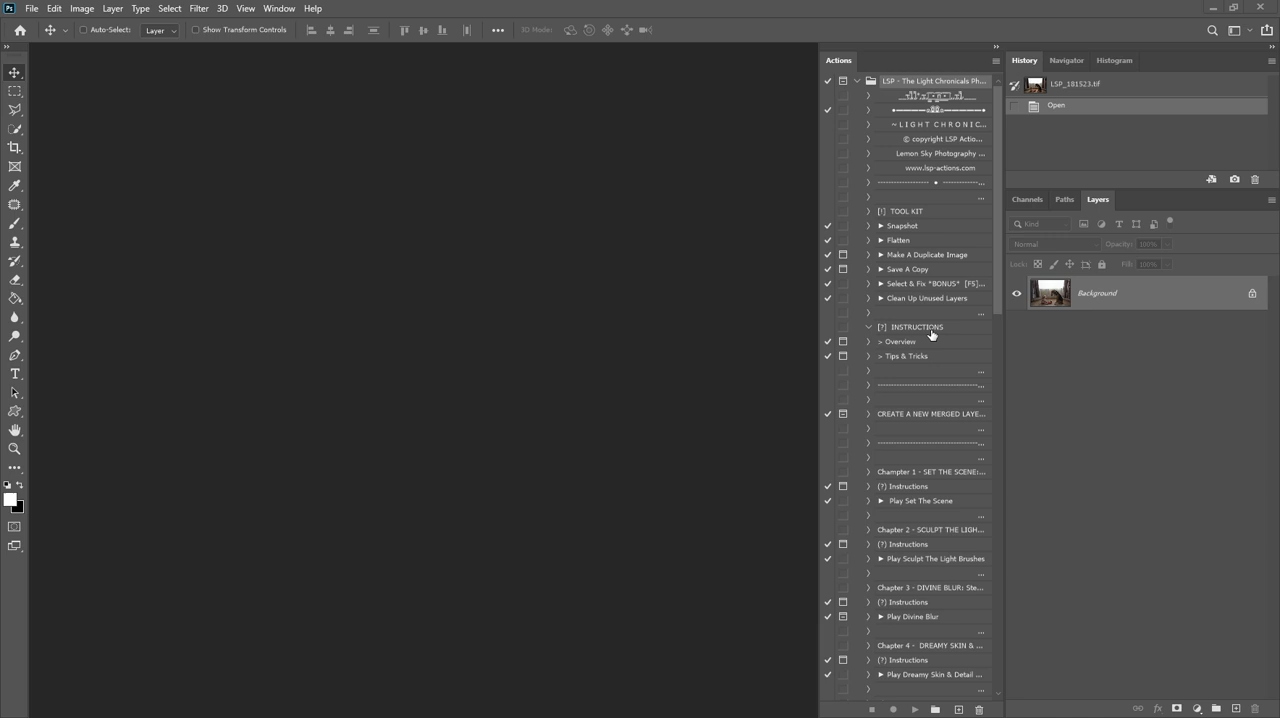 File Edit Image Layer Type Select Filter 3D View Window Help
Auto-Select: Layer Show Transform Controls 3D Mode:
Actions
LSP - The Light Chronicals Ph...
~ L I G H T C H R O N I C...
© copyright LSP Actio...
Lemon Sky Photography ...
www.lsp-actions.com
[!] TOOL KIT
► Snapshot
► Flatten
► Make A Duplicate Image
► Save A Copy
► Select & Fix *BONUS* [FS]...
► Clean Up Unused Layers
[?] INSTRUCTIONS
> Overview
> Tips & Tricks
CREATE A NEW MERGED LAYE...
Champter 1 - SET THE SCENE:...
(?) Instructions
► Play Set The Scene
Chapter 2 - SCULPT THE LIGH...
(?) Instructions
► Play Sculpt The Light Brushes
Chapter 3 - DIVINE BLUR: Ste...
(?) Instructions
► Play Divine Blur
Chapter 4 - DREAMY SKIN & ...
(?) Instructions
► Play Dreamy Skin & Detail ...
History Navigator Histogram
LSP_181523.tif
Open
Channels Paths Layers
Kind
Normal Opacity: 100%
Lock: Fill: 100%
Background